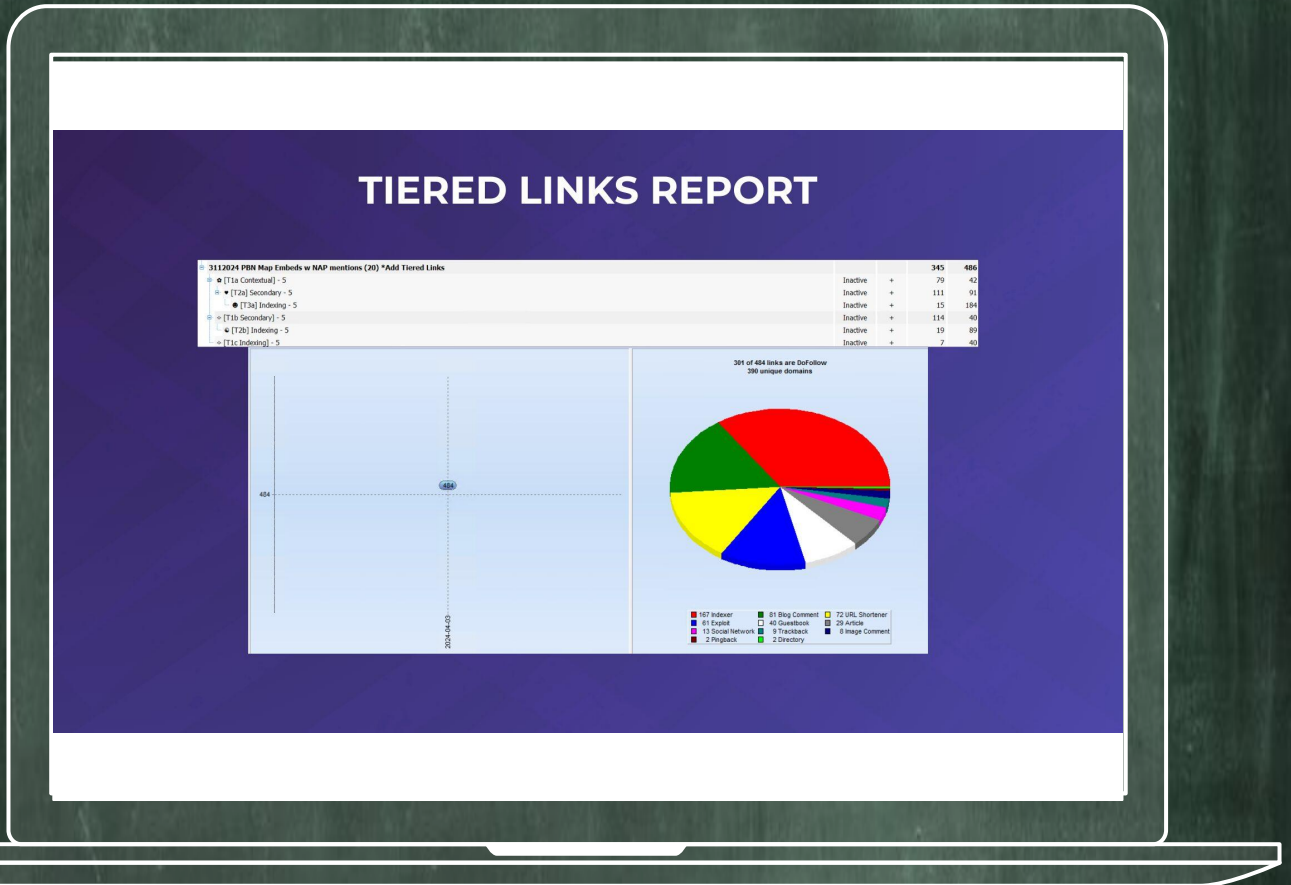 TIERED LINKS REPORT
3112024 PBN Map Embeds w NAP mentions (20) *Add Tiered Links 345 486
[T1a Contextual] - 5 Inactive + 79 42
[T2a] Secondary - 5 Inactive + 111 91
[T3a] Indexing - 5 Inactive + 15 184
[T1b Secondary] - 5 Inactive + 114 40
[T2b] Indexing - 5 Inactive + 19 89
[T1c Indexing] - 5 Inactive + 7 40
301 of 484 links are DoFollow
390 unique domains
484
484
2024-04-03
167 Indexer 81 Blog Comment 72 URL Shortener
61 Exploit 40 Guestbook 29 Article
13 Social Network 9 Trackback 8 Image Comment
2 Pingback 2 Directory